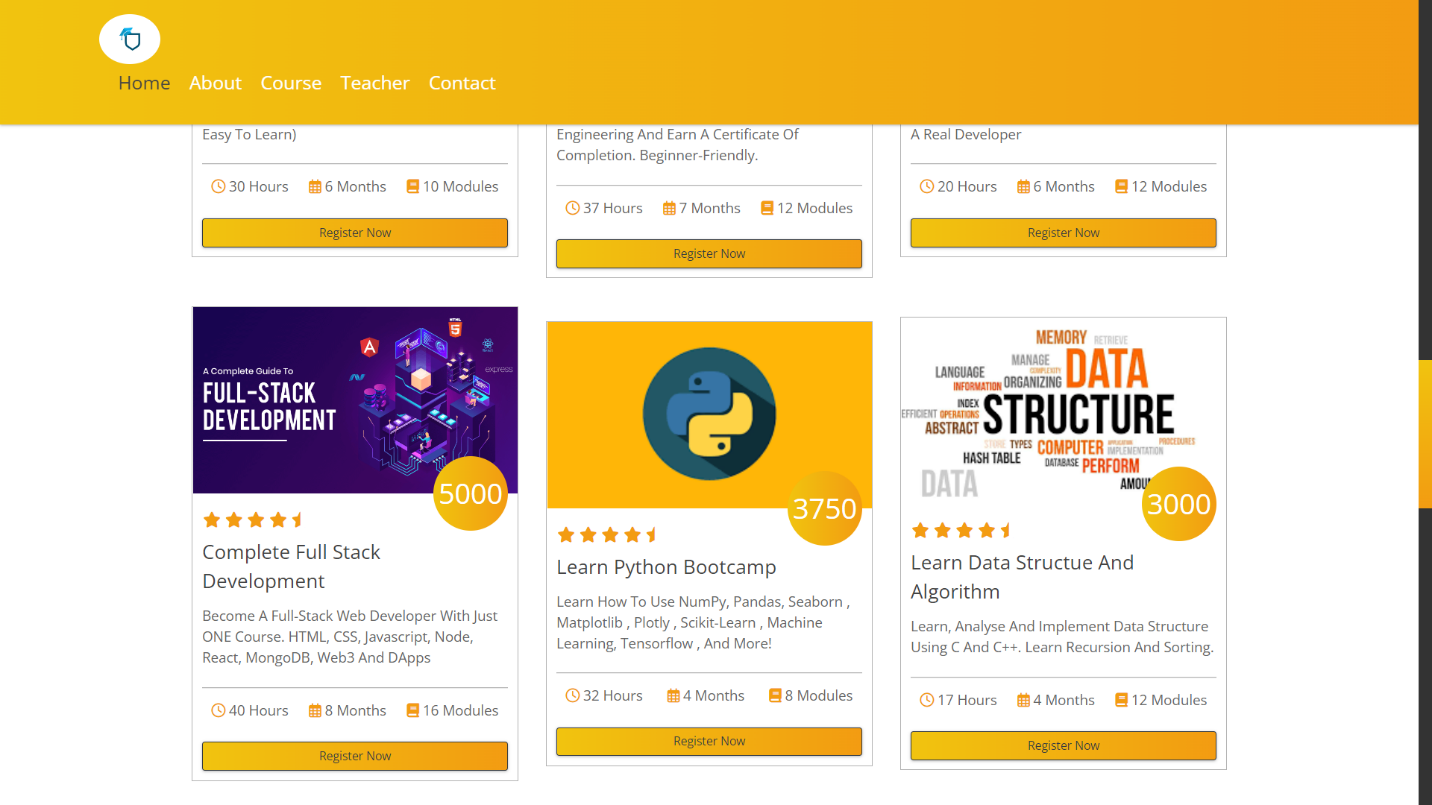 Home About Course Teacher Contact
Easy To Learn)
30 Hours 6 Months 10 Modules
Register Now
Engineering And Earn A Certificate Of
Completion. Beginner-Friendly.
37 Hours 7 Months 12 Modules
Register Now
A Real Developer
20 Hours 6 Months 12 Modules
Register Now
A Complete Guide To
FULL-STACK
DEVELOPMENT
HTML
5
A
express
5000
Complete Full Stack
Development
Become A Full-Stack Web Developer With Just
ONE Course. HTML, CSS, Javascript, Node,
React, MongoDB, Web3 And DApps
40 Hours 8 Months 16 Modules
Register Now
3750
Learn Python Bootcamp
Learn How To Use NumPy, Pandas, Seaborn ,
Matplotlib , Plotly , Scikit-Learn , Machine
Learning, Tensorflow , And More!
32 Hours 4 Months 8 Modules
Register Now
MEMORY RETRIEVE
MANAGE DATA
LANGUAGE COMPLEXITY
INFORMATION ORGANIZING
INDEX STRUCTURE
EFFICIENT OPERATIONS
ABSTRACT
STORE TYPES COMPUTER APPLICATION PROCEDURES
IMPLEMENTATION
HASH TABLE DATABASE PERFORM
DATA AMOU
3000
Learn Data Structue And
Algorithm
Learn, Analyse And Implement Data Structure
Using C And C++. Learn Recursion And Sorting.
17 Hours 4 Months 12 Modules
Register Now